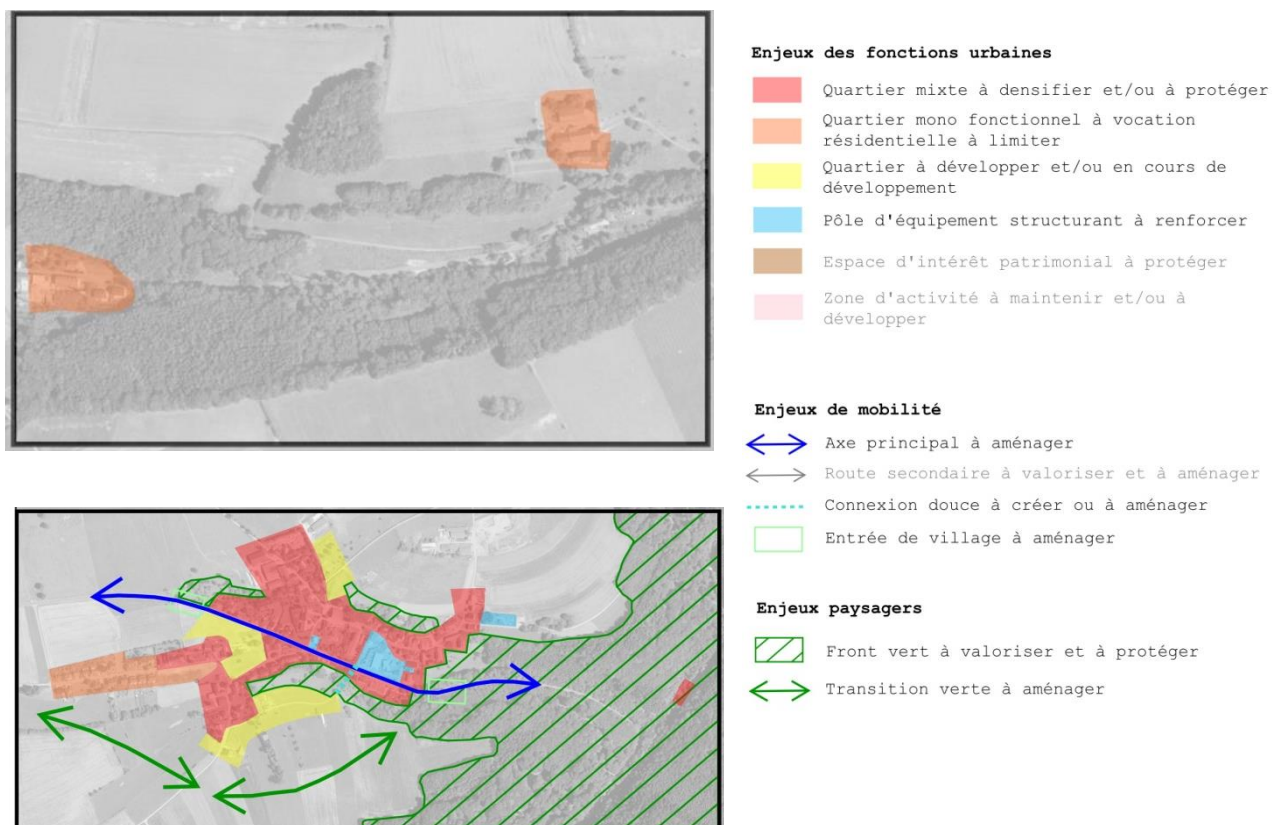 Enjeux des fonctions urbaines
Quartier mixte à densifier et/ou à protéger
Quartier mono fonctionnel à vocation
résidentielle à limiter
Quartier à développer et/ou en cours de
développement
Pôle d'équipement structurant à renforcer
Espace d'intérêt patrimonial à protéger
Zone d'activité à maintenir et/ou à
développer
Enjeux de mobilité
Axe principal à aménager
Route secondaire à valoriser et à aménager
Connexion douce à créer ou à aménager
Entrée de village à aménager
Enjeux paysagers
Front vert à valoriser et à protéger
Transition verte à aménager